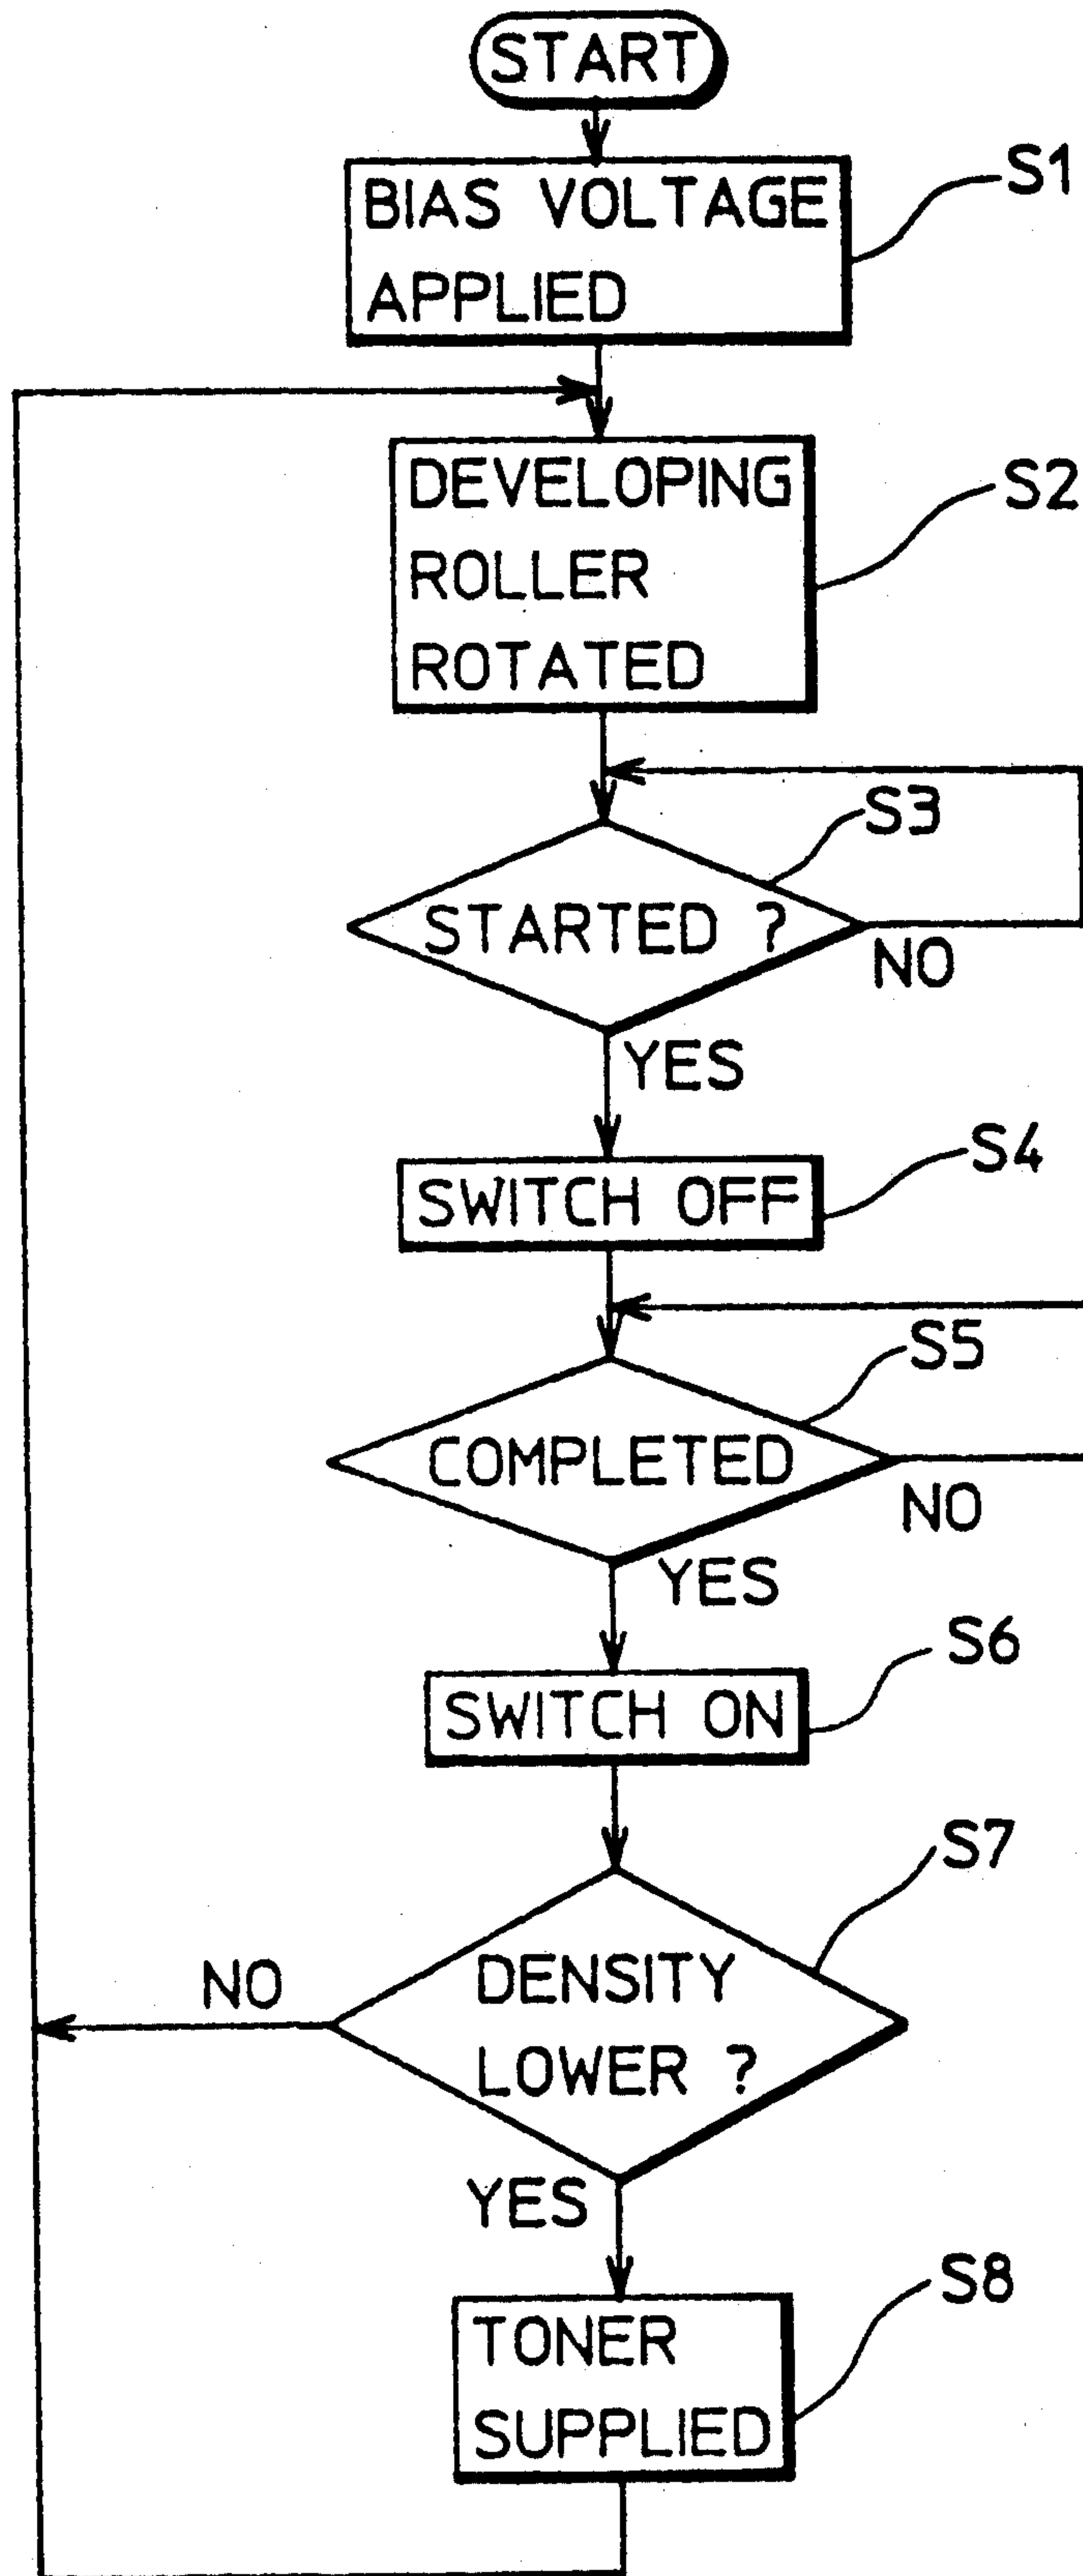 START
BIAS VOLTAGE
APPLIED
S1
DEVELOPING
ROLLER
ROTATED
S2
S3
STARTED ?
NO
YES
S4
SWITCH OFF
S5
COMPLETED
NO
YES
S6
SWITCH ON
S7
DENSITY
LOWER ?
NO
YES
S8
TONER
SUPPLIED